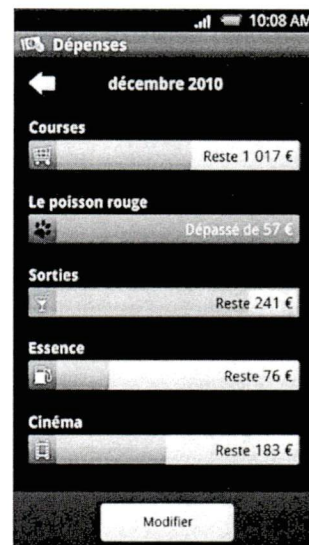 10:08 AM
Dépenses
décembre 2010
Courses
Reste 1 017 €
Le poisson rouge
Dépassé de 57 €
Sorties
Reste 241 €
Essence
Reste 76 €
Cinéma
Reste 183 €
Modifier